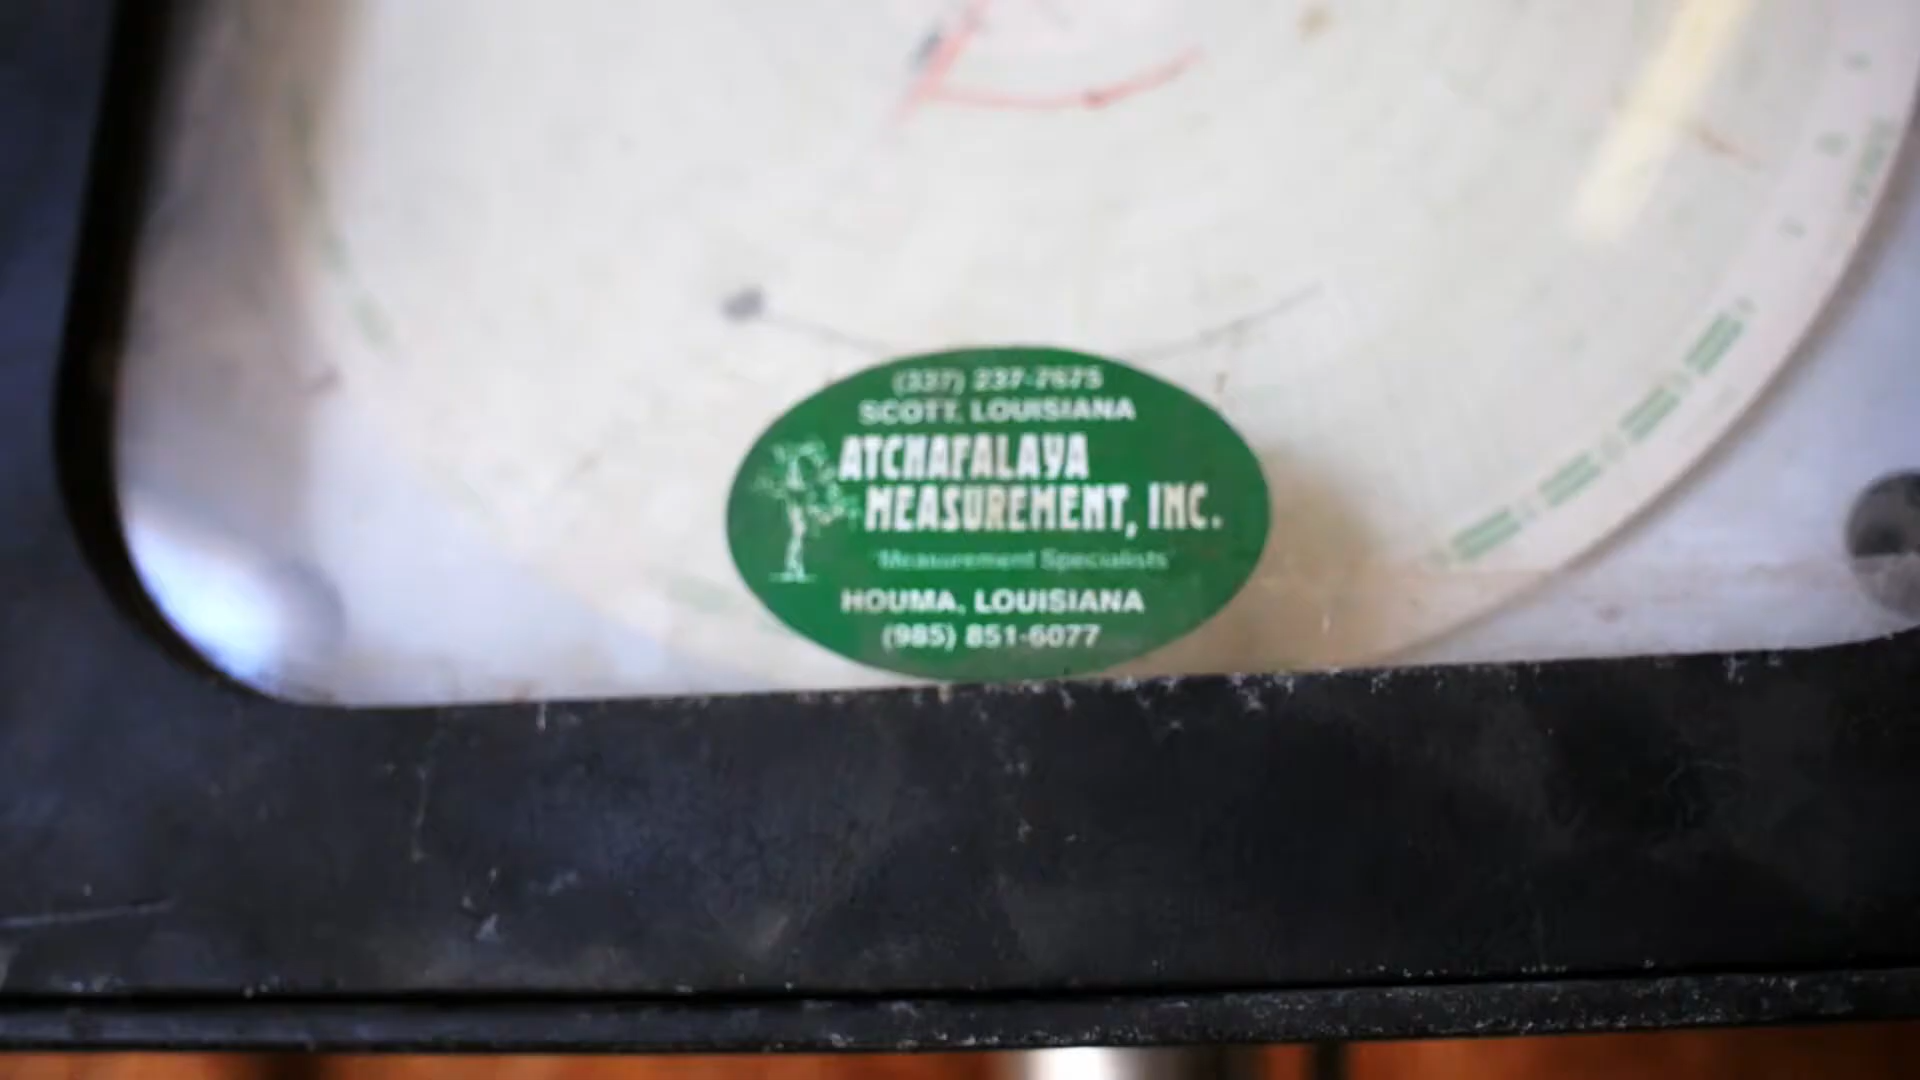 (337) 237-7675
SCOTT, LOUISIANA
ATCHAFALAYA
MEASUREMENT, INC.
"Measurement Specialists"
HOUMA, LOUISIANA
(985) 851-6077